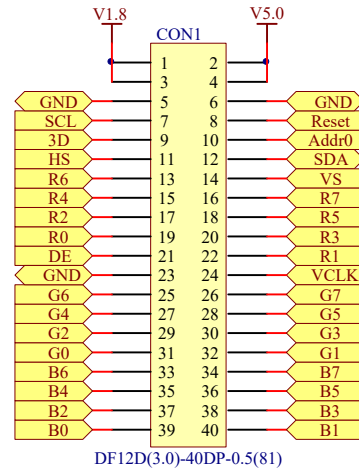 V1.8 V5.0
CON1
1 2
3 4
GND 5 6 GND
SCL 7 8 Reset
3D 9 10 Addr0
HS 11 12 SDA
R6 13 14 VS
R4 15 16 R7
R2 17 18 R5
R0 19 20 R3
DE 21 22 R1
GND 23 24 VCLK
G6 25 26 G7
G4 27 28 G5
G2 29 30 G3
G0 31 32 G1
B6 33 34 B7
B4 35 36 B5
B2 37 38 B3
B0 39 40 B1
DF12D(3.0)-40DP-0.5(81)